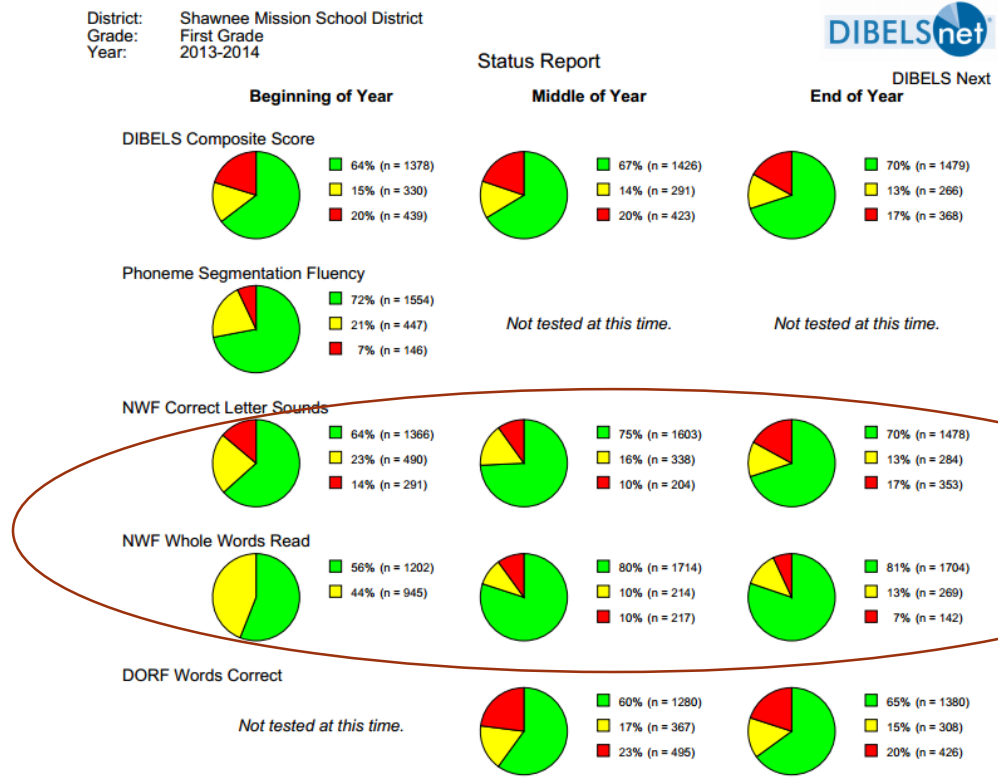 District: Shawnee Mission School District
Grade: First Grade
Year: 2013-2014
DIBELSnet®
Status Report
DIBELS Next
Beginning of Year Middle of Year End of Year
DIBELS Composite Score
64% (n = 1378) 67% (n = 1426) 70% (n = 1479)
15% (n = 330) 14% (n = 291) 13% (n = 266)
20% (n = 439) 20% (n = 423) 17% (n = 368)
Phoneme Segmentation Fluency
72% (n = 1554)
21% (n = 447) Not tested at this time. Not tested at this time.
7% (n = 146)
NWF Correct Letter Sounds
64% (n = 1366) 75% (n = 1603) 70% (n = 1478)
23% (n = 490) 16% (n = 338) 13% (n = 284)
14% (n = 291) 10% (n = 204) 17% (n = 353)
NWF Whole Words Read
56% (n = 1202) 80% (n = 1714) 81% (n = 1704)
44% (n = 945) 10% (n = 214) 13% (n = 269)
10% (n = 217) 7% (n = 142)
DORF Words Correct
60% (n = 1280) 65% (n = 1380)
Not tested at this time. 17% (n = 367) 15% (n = 308)
23% (n = 495) 20% (n = 426)